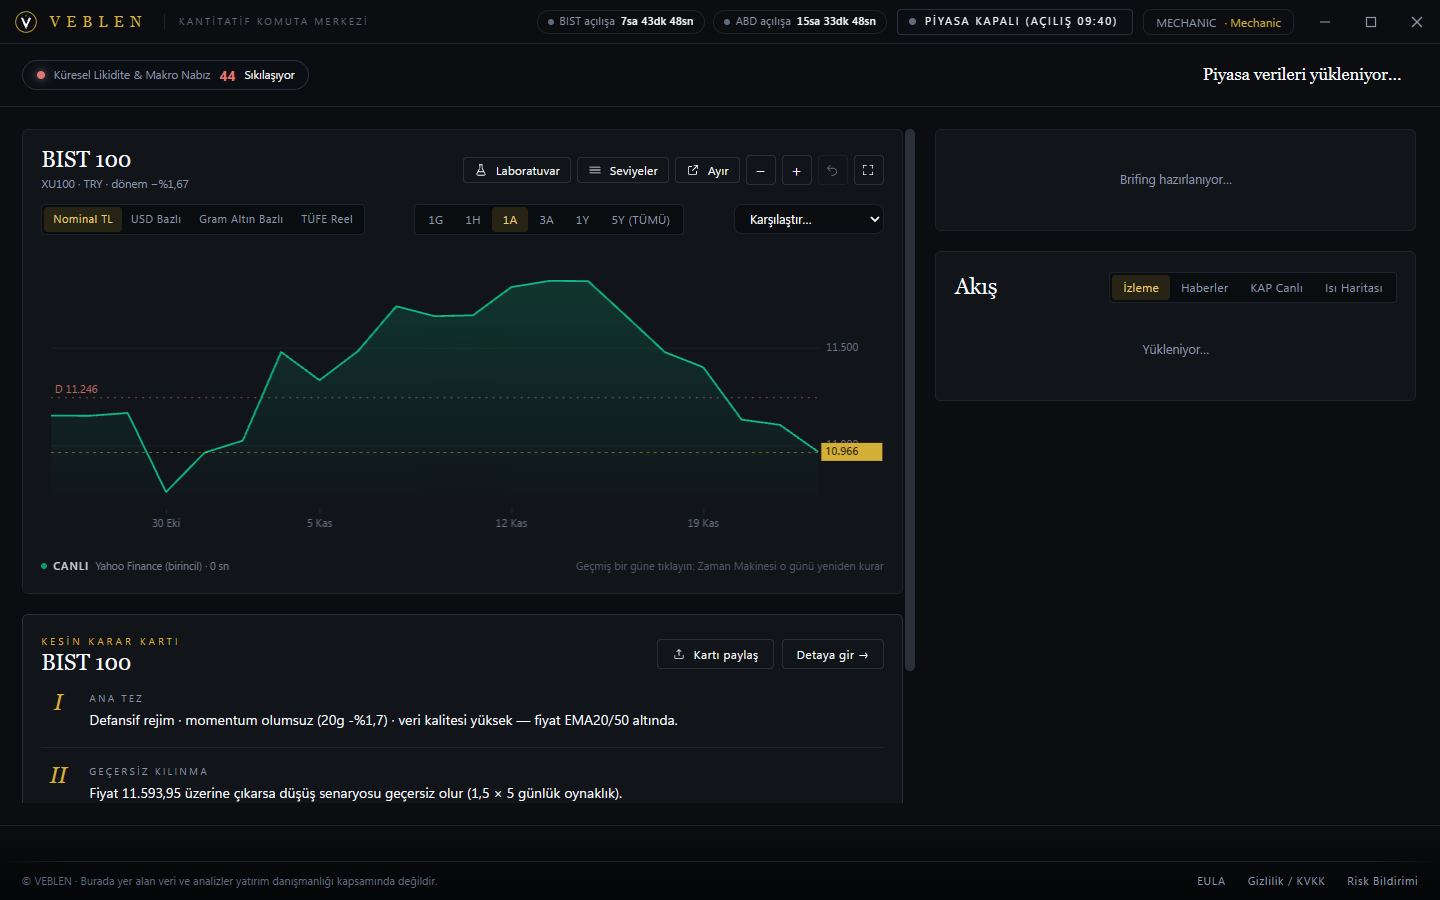 VEBLEN KANTİTATİF KOMUTA MERKEZİ BIST açılışa 7sa 43dk 48sn ABD açılışa 15sa 33dk 48sn PİYASA KAPALI (AÇILIŞ 09:40) MECHANIC · Mechanic
Küresel Likidite & Makro Nabız 44 Sıkılaşıyor Piyasa verileri yükleniyor...
BIST 100
XU100 · TRY · dönem −%1,67
Laboratuvar Seviyeler Ayır
Nominal TL USD Bazlı Gram Altın Bazlı TÜFE Reel 1G 1H 1A 3A 1Y 5Y (TÜMÜ) Karşılaştır...
11.500
D 11.246
11.000
10.966
30 Eki 5 Kas 12 Kas 19 Kas
CANLI Yahoo Finance (birincil) · 0 sn Geçmiş bir güne tıklayın: Zaman Makinesi o günü yeniden kurar
KESİN KARAR KARTI
BIST 100
Kartı paylaş Detaya gir →
I ANA TEZ
Defansif rejim · momentum olumsuz (20g -%1,7) · veri kalitesi yüksek — fiyat EMA20/50 altında.
II GEÇERSİZ KILINMA
Fiyat 11.593,95 üzerine çıkarsa düşüş senaryosu geçersiz olur (1,5 × 5 günlük oynaklık).
Brifing hazırlanıyor...
Akış İzleme Haberler KAP Canlı Isı Haritası
Yükleniyor...
© VEBLEN · Burada yer alan veri ve analizler yatırım danışmanlığı kapsamında değildir. EULA Gizlilik / KVKK Risk Bildirimi